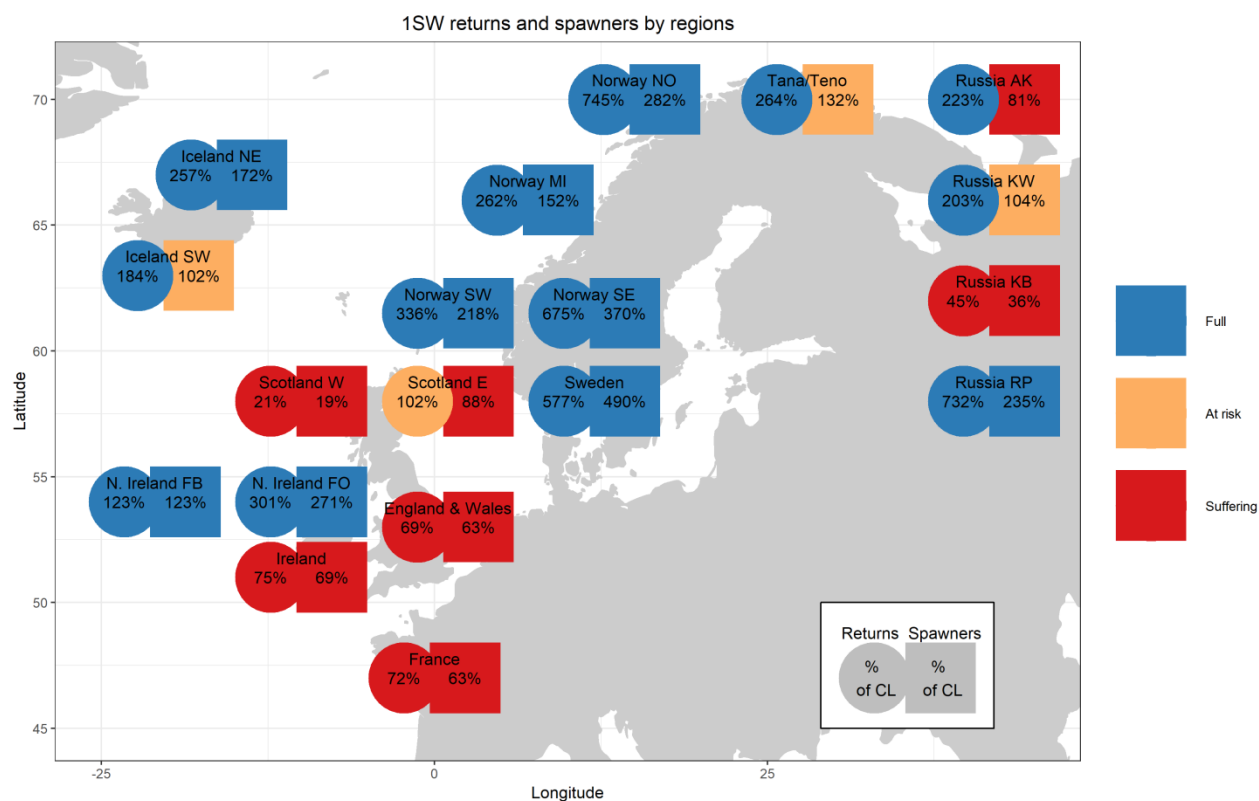 1SW returns and spawners by regions
Norway NO
745% 282%
Tana/Teno
264% 132%
Russia AK
223% 81%
70
Iceland NE
257% 172%
Norway MI
262% 152%
Russia KW
203% 104%
65
Iceland SW
184% 102%
Norway SW
336% 218%
Norway SE
675% 370%
Russia KB
45% 36%
60
Scotland W
21% 19%
Scotland E
102% 88%
Sweden
577% 490%
Russia RP
732% 235%
55
N. Ireland FB
123% 123%
N. Ireland FO
301% 271%
England & Wales
69% 63%
Ireland
75% 69%
50
France
72% 63%
45
Returns Spawners
% %
of CL of CL
-25 0 25
Longitude
Latitude
Full
At risk
Suffering